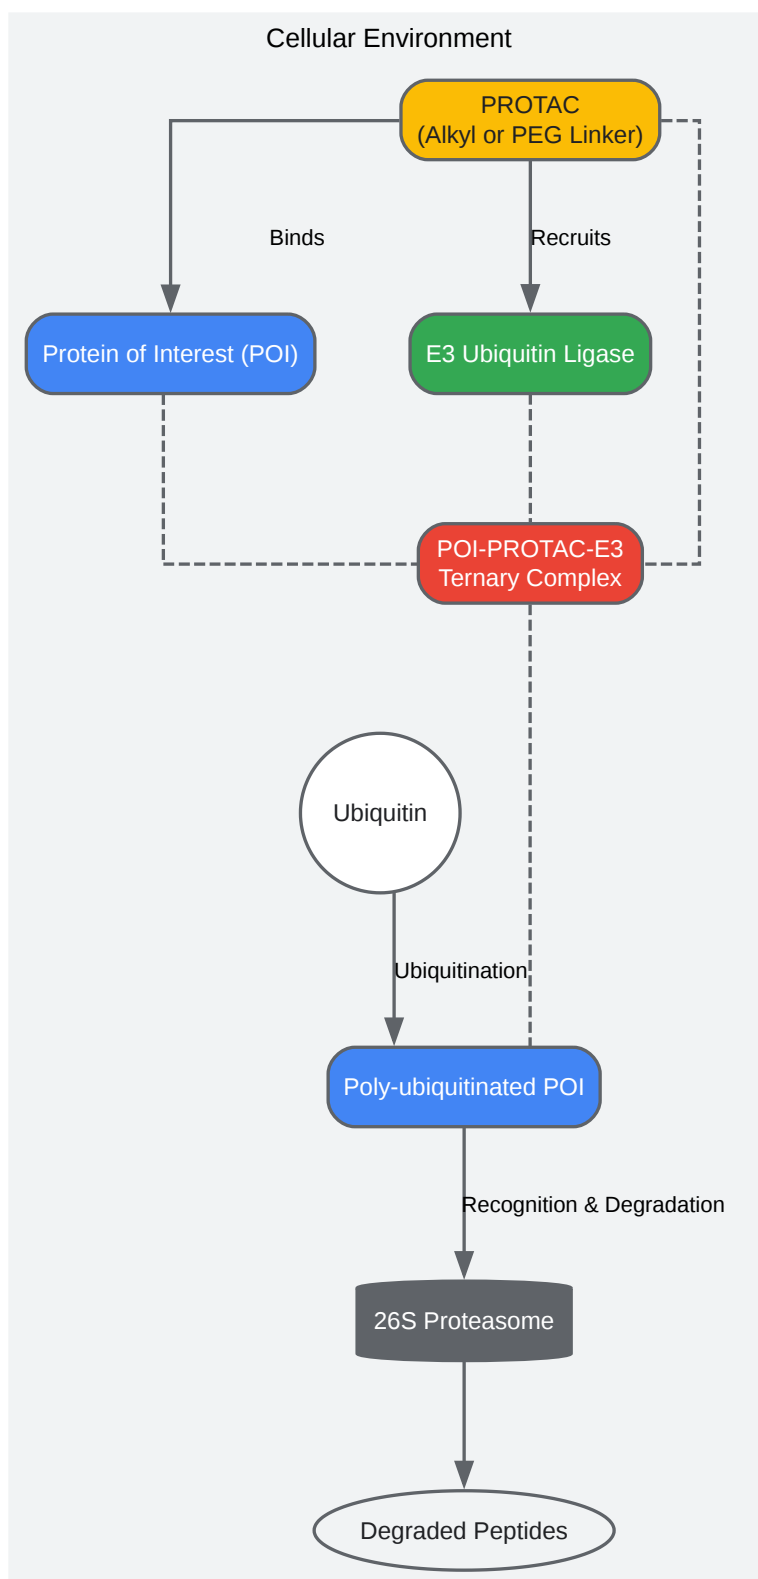 Cellular Environment
PROTAC
(Alkyl or PEG Linker)
Binds
Recruits
Protein of Interest (POI)
E3 Ubiquitin Ligase
POI-PROTAC-E3
Ternary Complex
Ubiquitin
Ubiquitination
Poly-ubiquitinated POI
Recognition & Degradation
26S Proteasome
Degraded Peptides